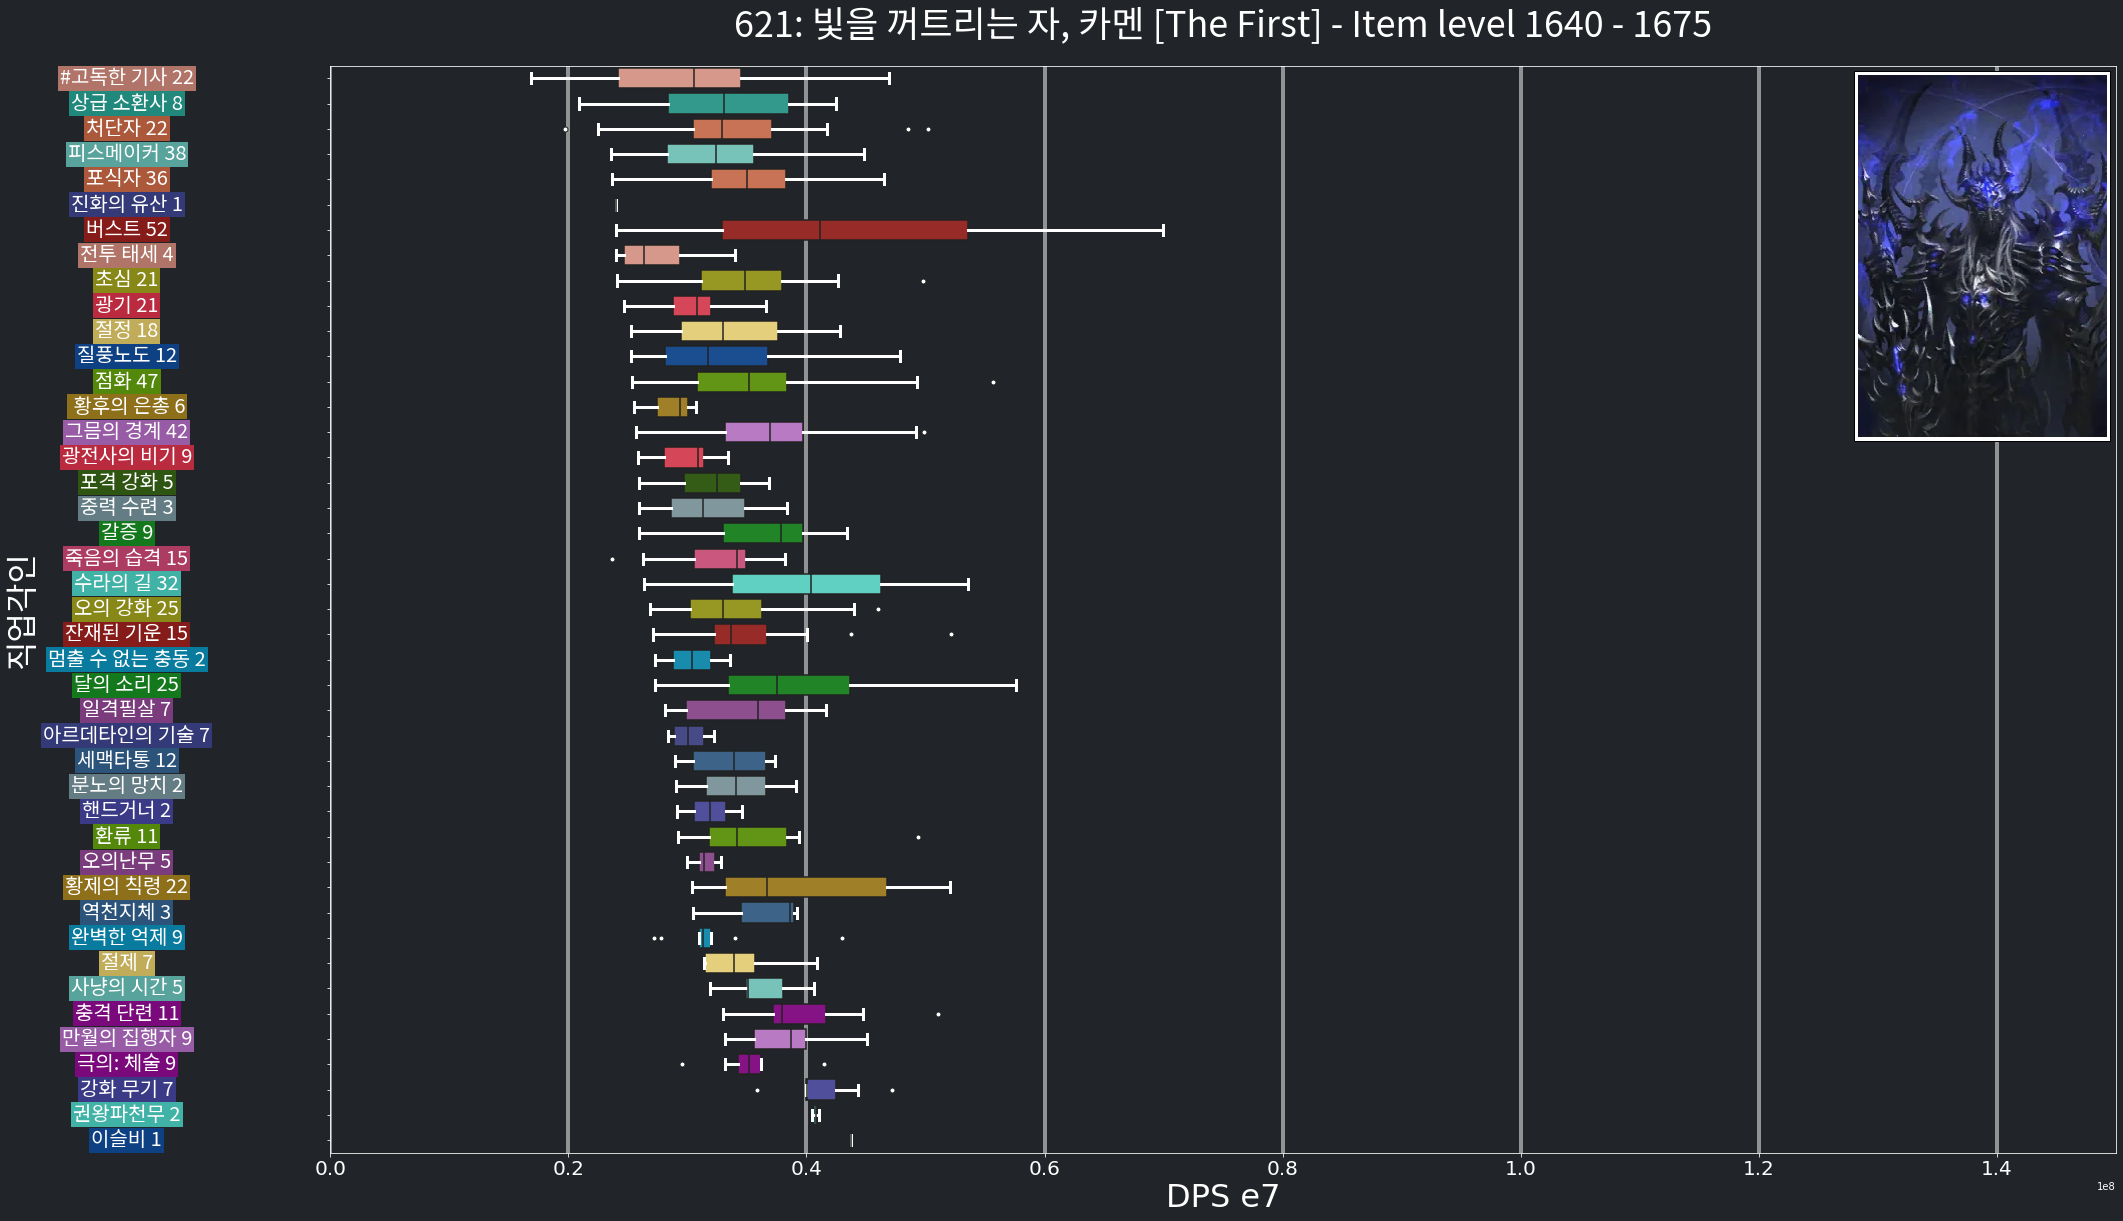 621: 빛을 꺼트리는 자, 카멘 [The First] - Item level 1640 - 1675
직업각인
#고독한 기사 22
상급 소환사 8
처단자 22
피스메이커 38
포식자 36
진화의 유산 1
버스트 52
전투 태세 4
초심 21
광기 21
절정 18
질풍노도 12
점화 47
황후의 은총 6
그믐의 경계 42
광전사의 비기 9
포격 강화 5
중력 수련 3
갈증 9
죽음의 습격 15
수라의 길 32
오의 강화 25
잔재된 기운 15
멈출 수 없는 충동 2
달의 소리 25
일격필살 7
아르데타인의 기술 7
세맥타통 12
분노의 망치 2
핸드거너 2
환류 11
오의난무 5
황제의 칙령 22
역천지체 3
완벽한 억제 9
절제 7
사냥의 시간 5
충격 단련 11
만월의 집행자 9
극의: 체술 9
강화 무기 7
권왕파천무 2
이슬비 1
0.0 0.2 0.4 0.6 0.8 1.0 1.2 1.4
1e8
DPS e7